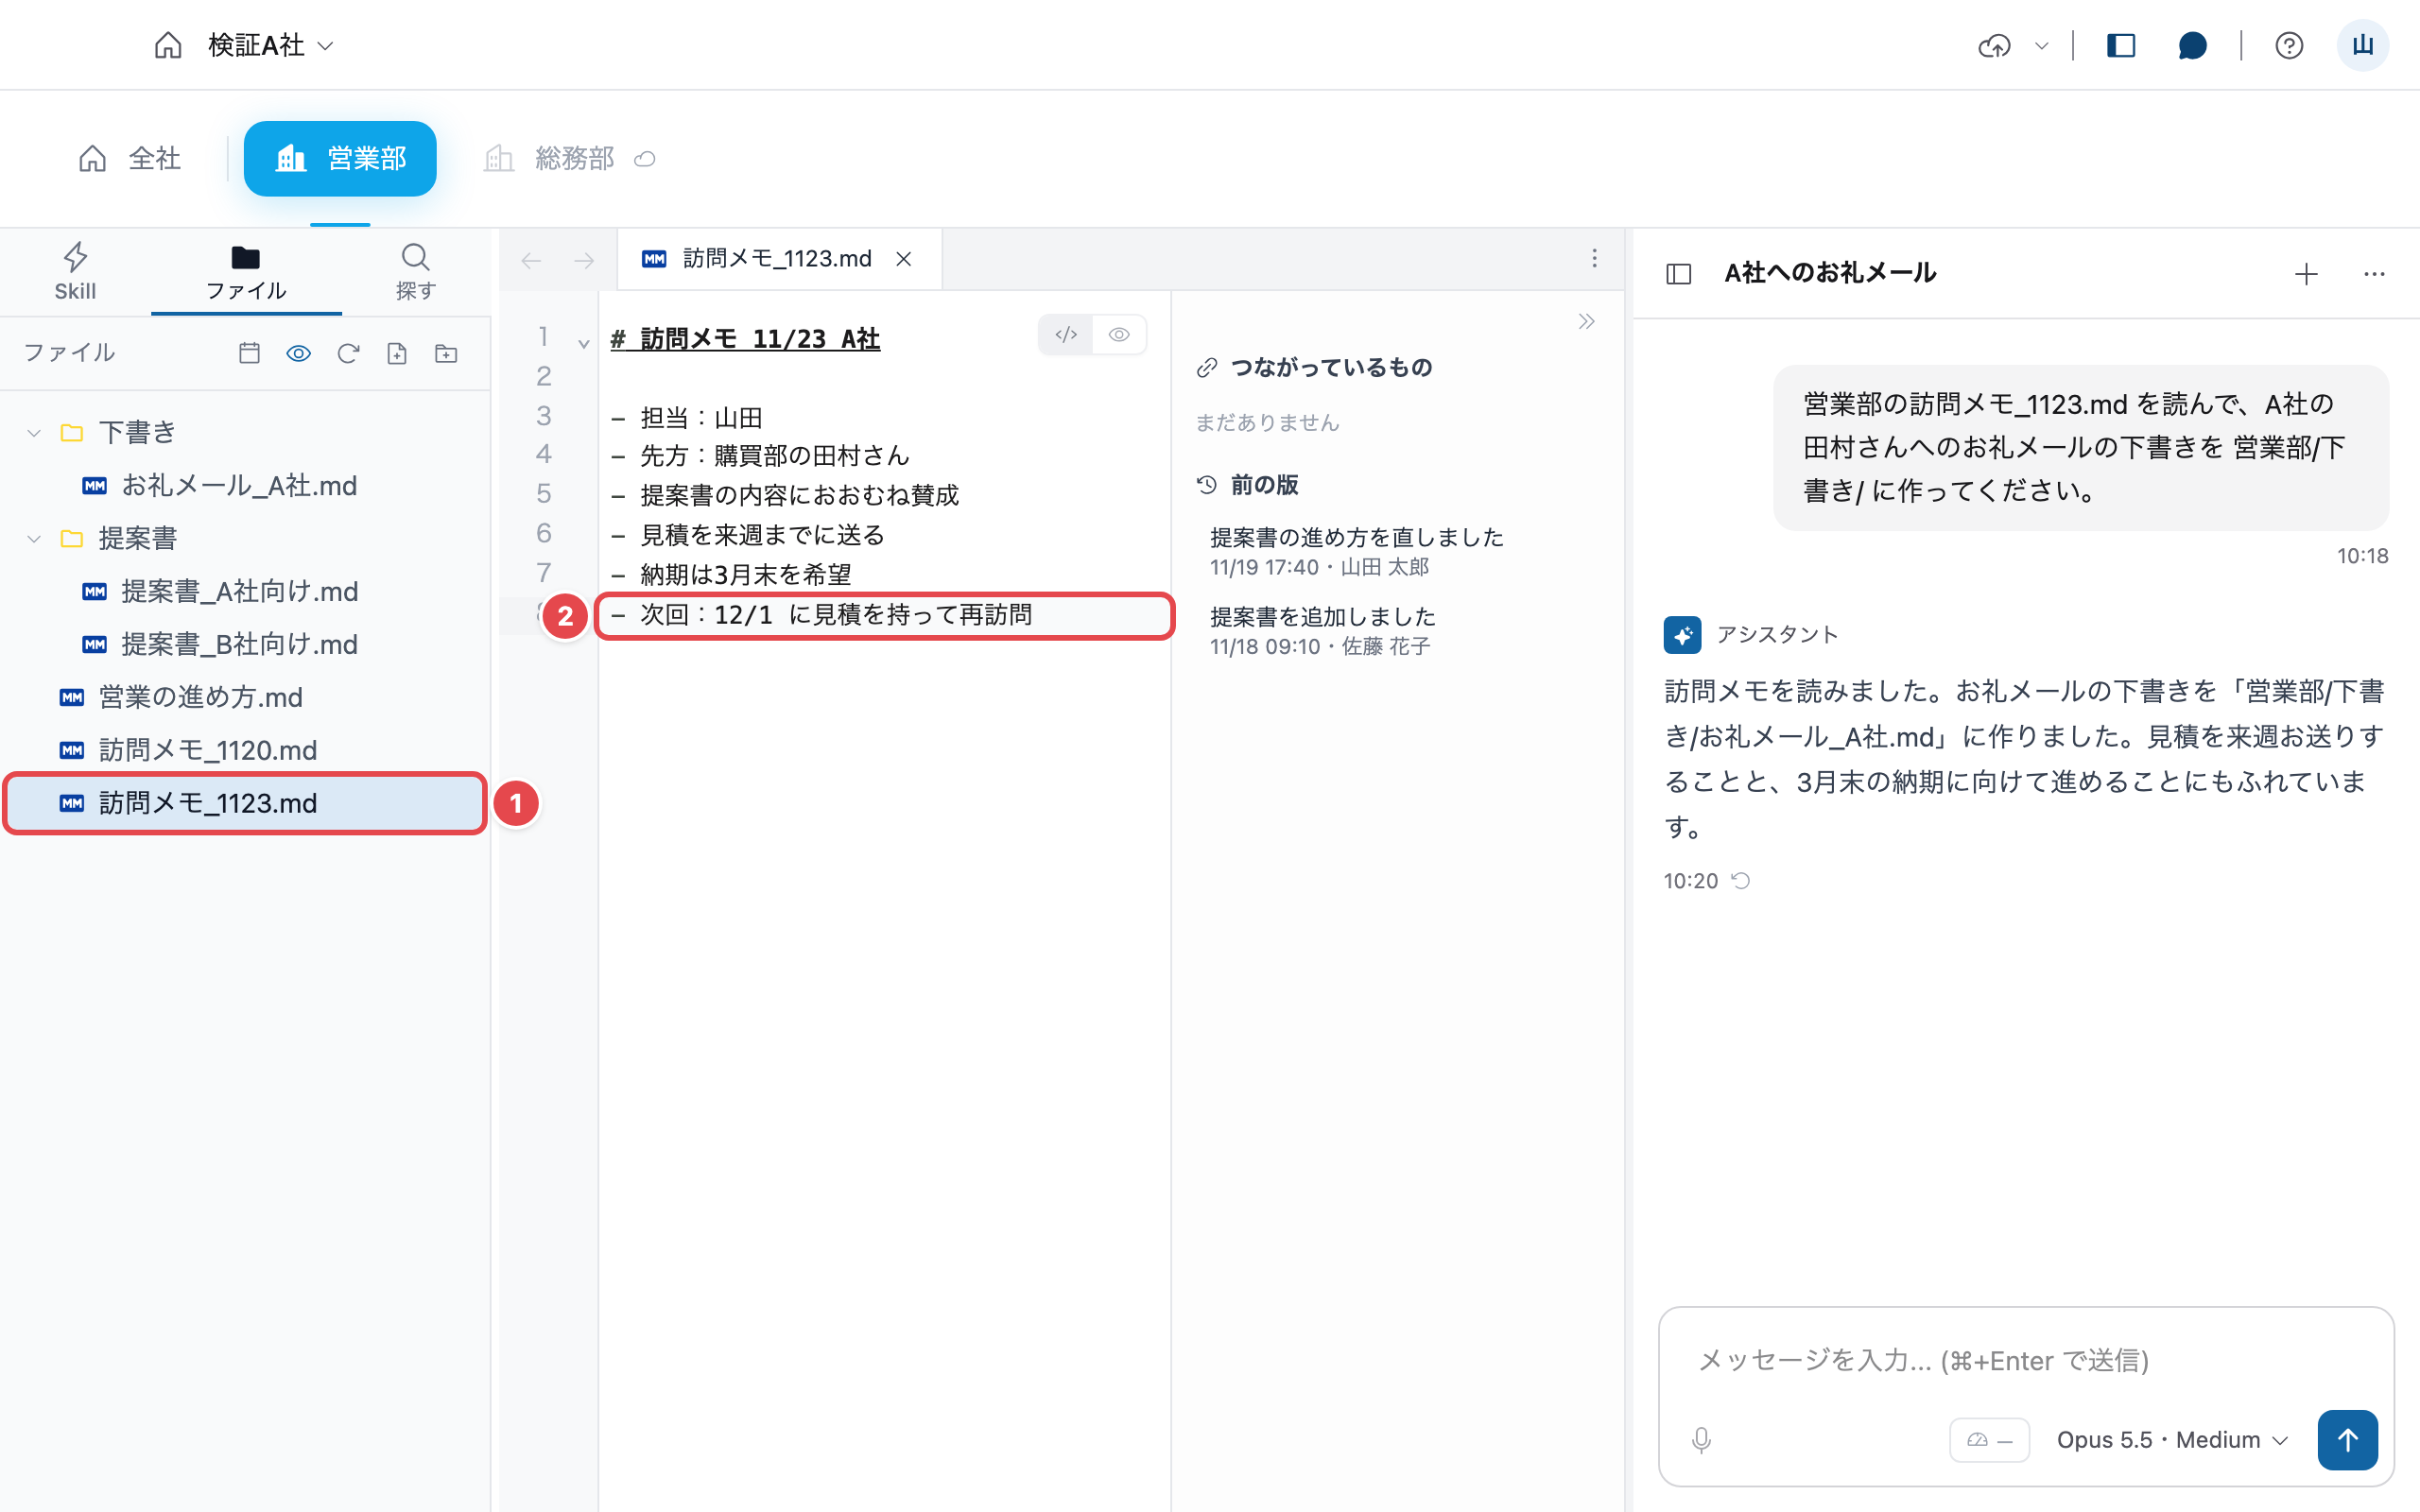 検証A社
山
全社
営業部
総務部
Skill
ファイル
探す
ファイル
下書き
お礼メール_A社.md
提案書
提案書_A社向け.md
提案書_B社向け.md
営業の進め方.md
訪問メモ_1120.md
訪問メモ_1123.md
1
訪問メモ_1123.md
1 # 訪問メモ 11/23 A社
2
3 - 担当：山田
4 - 先方：購買部の田村さん
5 - 提案書の内容におおむね賛成
6 - 見積を来週までに送る
7 - 納期は3月末を希望
2 - 次回：12/1 に見積を持って再訪問
つながっているもの
まだありません
前の版
提案書の進め方を直しました
11/19 17:40・山田 太郎
提案書を追加しました
11/18 09:10・佐藤 花子
A社へのお礼メール
営業部の訪問メモ_1123.md を読んで、A社の
田村さんへのお礼メールの下書きを 営業部/下
書き/ に作ってください。
10:18
アシスタント
訪問メモを読みました。お礼メールの下書きを「営業部/下書
き/お礼メール_A社.md」に作りました。見積を来週お送りす
ることと、3月末の納期に向けて進めることにもふれていま
す。
10:20
メッセージを入力... (⌘+Enter で送信)
Opus 5.5・Medium